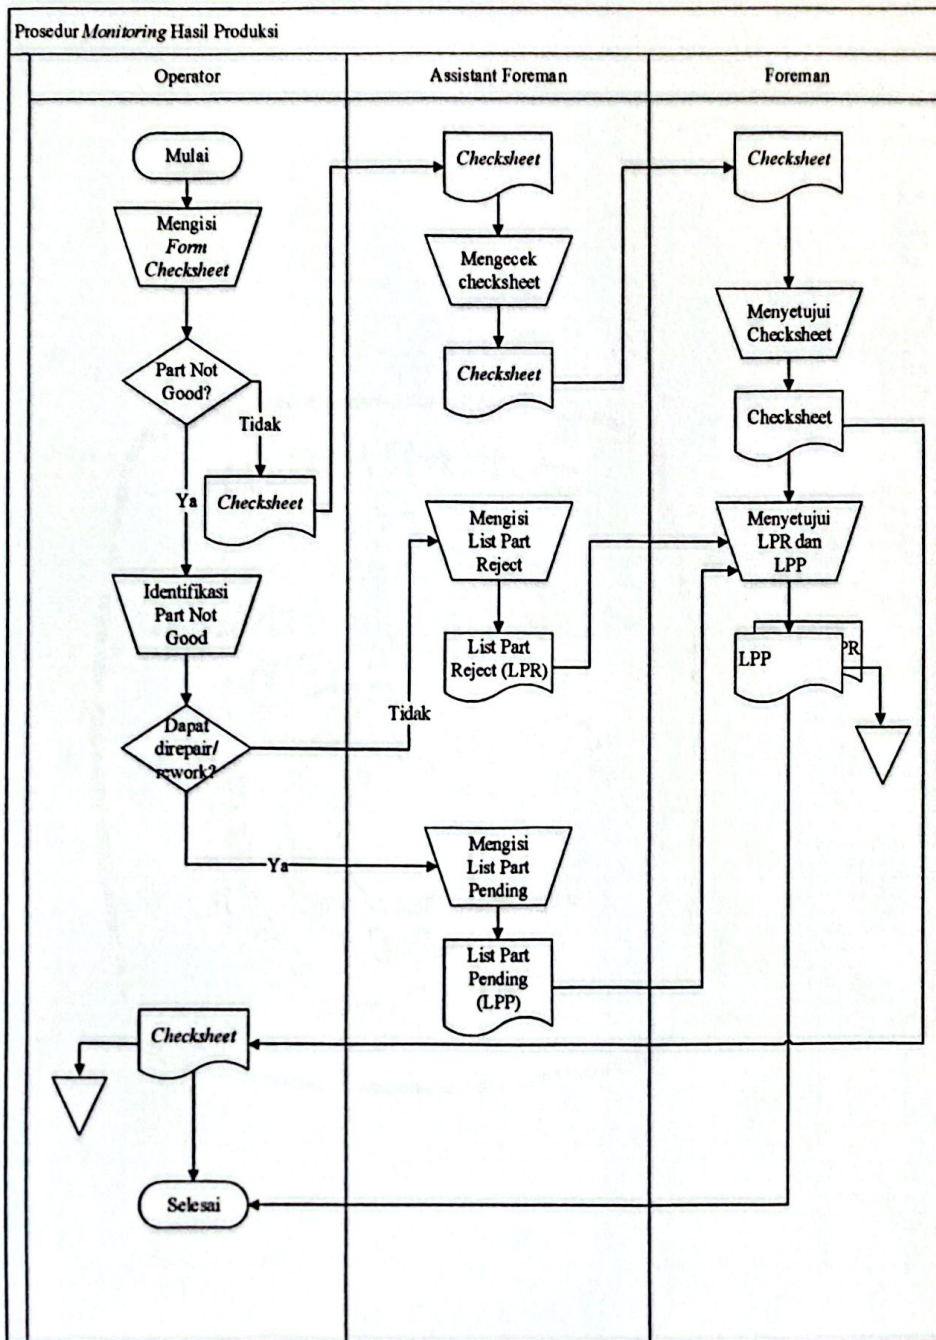 Prosedur Monitoring Hasil Produksi
Operator
Assistant Foreman
Foreman
Mulai
Mengisi
Form
Checksheet
Part Not
Good?
Tidak
Ya
Checksheet
Identifikasi
Part Not
Good
Dapat
direpair/
rework?
Tidak
Ya
Checksheet
Selesai
Checksheet
Mengecek
checksheet
Checksheet
Mengisi
List Part
Reject
List Part
Reject (LPR)
Mengisi
List Part
Pending
List Part
Pending
(LPP)
Checksheet
Menyetujui
Checksheet
Checksheet
Menyetujui
LPR dan
LPP
LPP
PR